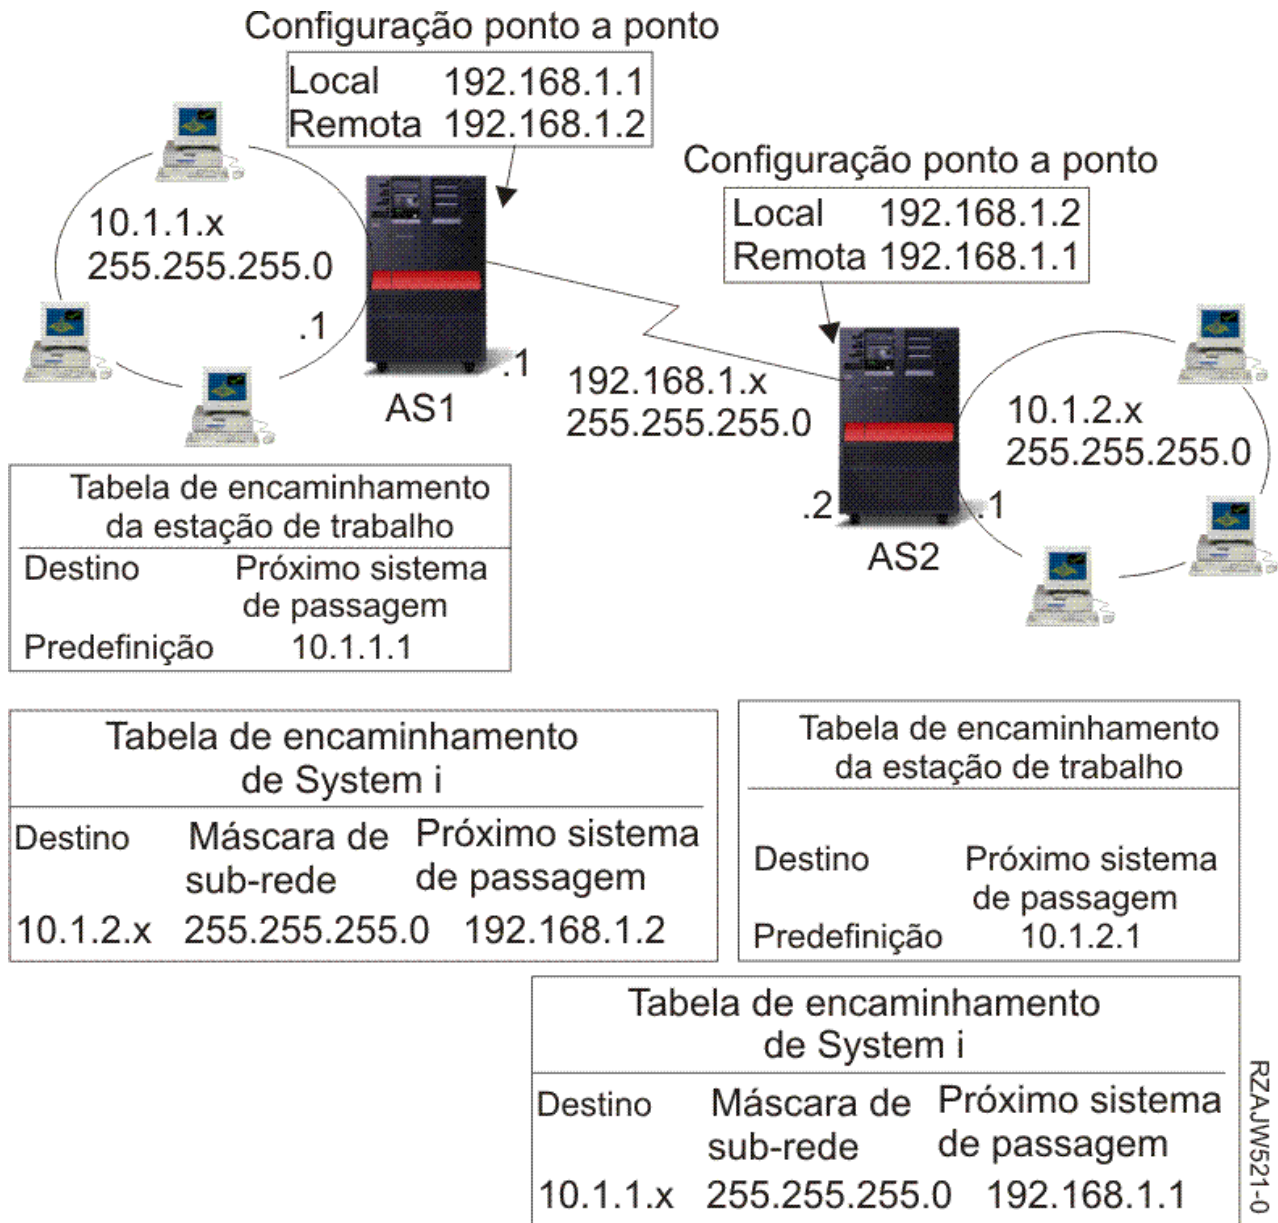 Configuração ponto a ponto
Local 192.168.1.1
Remota 192.168.1.2
Configuração ponto a ponto
Local 192.168.1.2
Remota 192.168.1.1
10.1.1.x
255.255.255.0
.1
.1
AS1
192.168.1.x
255.255.255.0
10.1.2.x
255.255.255.0
.2
.1
AS2
Tabela de encaminhamento
da estação de trabalho
Destino Próximo sistema
de passagem
Predefinição 10.1.1.1
Tabela de encaminhamento
de System i
Destino Máscara de Próximo sistema
sub-rede de passagem
10.1.2.x 255.255.255.0 192.168.1.2
Tabela de encaminhamento
da estação de trabalho
Destino Próximo sistema
de passagem
Predefinição 10.1.2.1
Tabela de encaminhamento
de System i
Destino Máscara de Próximo sistema
sub-rede de passagem
10.1.1.x 255.255.255.0 192.168.1.1
RZAJW521-0